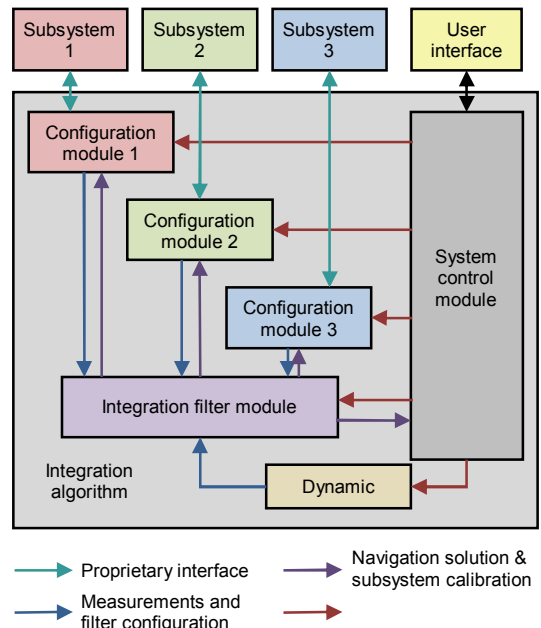 Subsystem
1
Subsystem
2
Subsystem
3
User
interface
Configuration
module 1
Configuration
module 2
Configuration
module 3
System
control
module
Integration filter module
Integration
algorithm
Dynamic
Proprietary interface
Navigation solution &
subsystem calibration
Measurements and
filter configuration